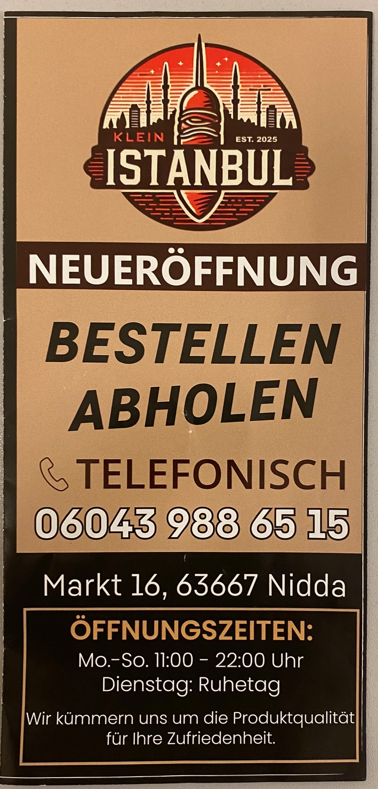 KLEIN
EST. 2025
ISTANBUL
NEUERÖFFNUNG
BESTELLEN
ABHOLEN
TELEFONISCH
06043 988 65 15
Markt 16, 63667 Nidda
ÖFFNUNGSZEITEN:
Mo.-So. 11:00 - 22:00 Uhr
Dienstag: Ruhetag
Wir kümmern uns um die Produktqualität
für Ihre Zufriedenheit.